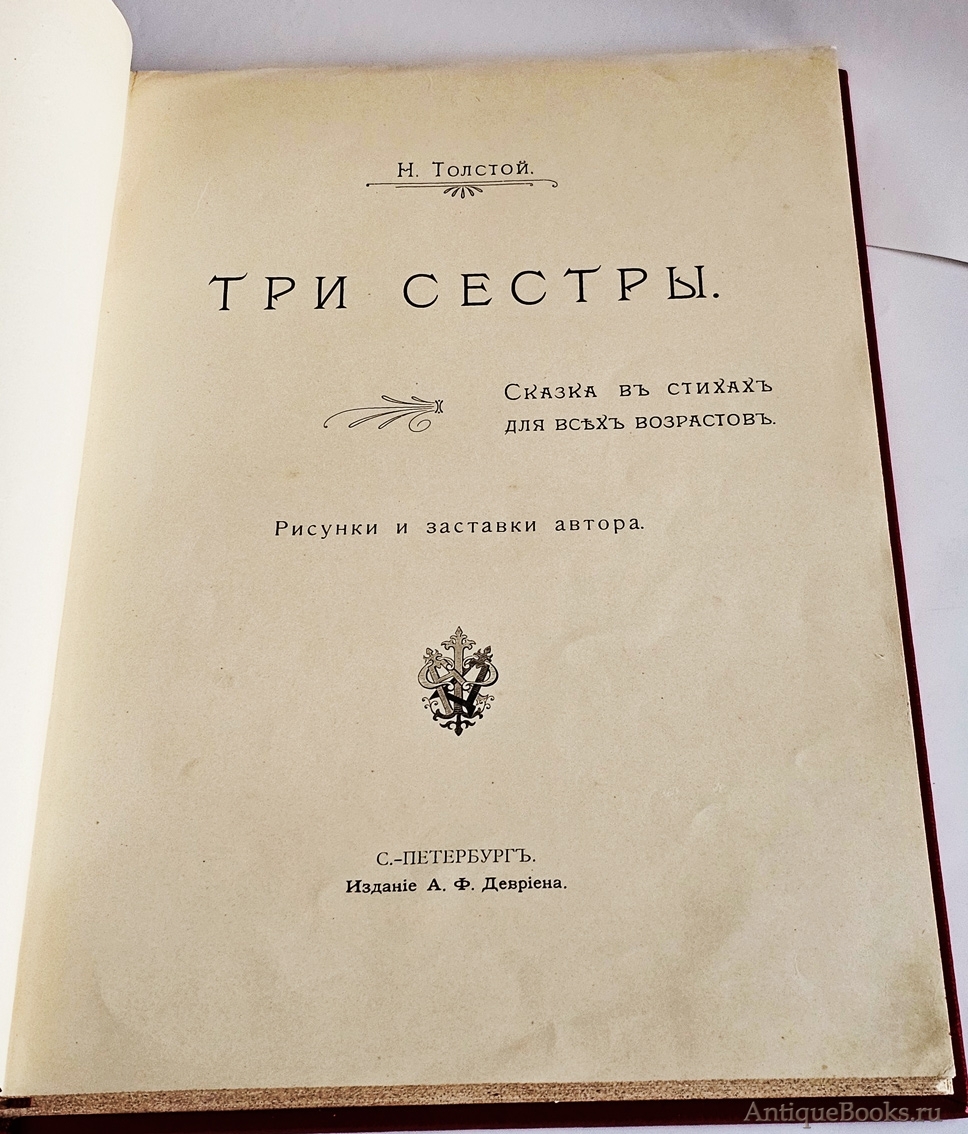 Н. Толстой.
ТРИ СЕСТРЫ.
Сказка въ стихахъ
для всѣхъ возрастовъ.
Рисунки и заставки автора.
С.-ПЕТЕРБУРГЪ.
Изданіе А. Ф. Девріена.
AntiqueBooks.ru